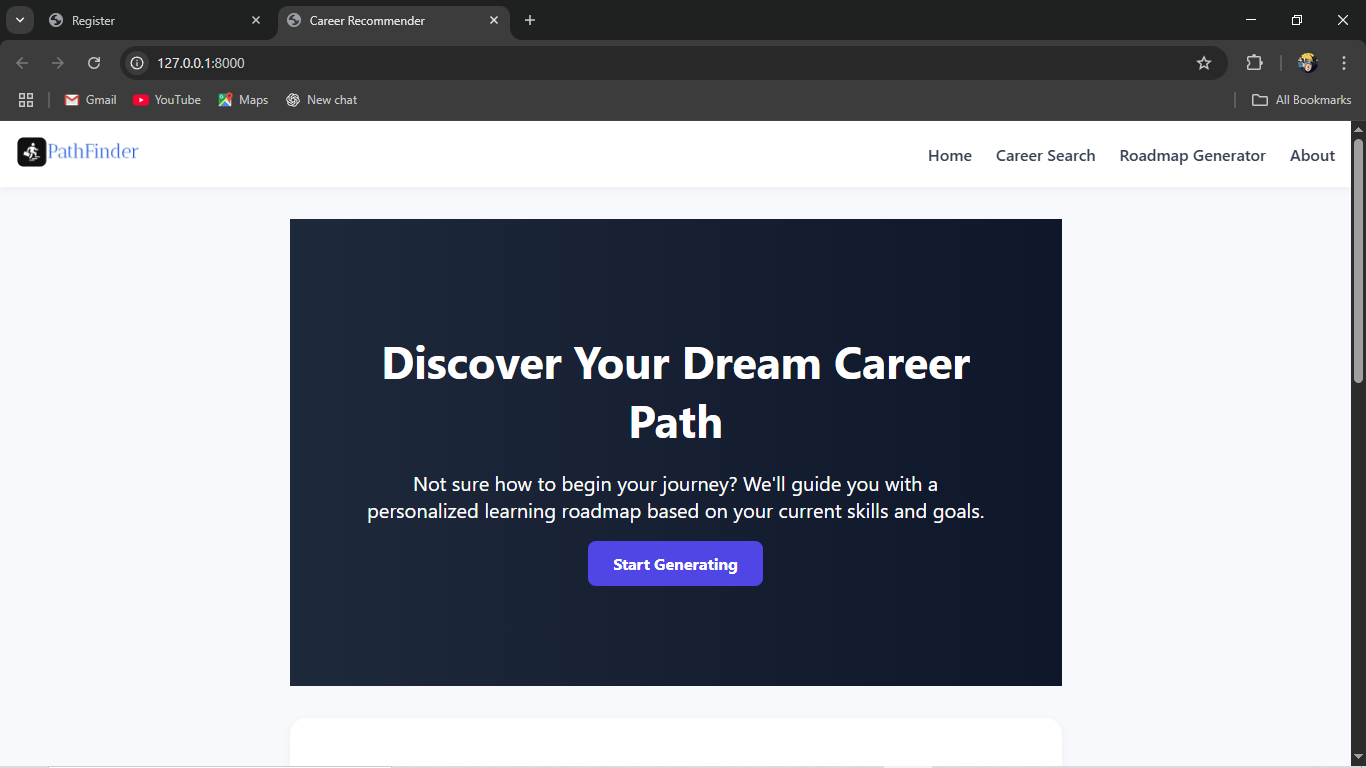 Register
Career Recommender
127.0.0.1:8000
Gmail
YouTube
Maps
New chat
All Bookmarks
PathFinder
Home
Career Search
Roadmap Generator
About
Discover Your Dream Career
Path
Not sure how to begin your journey? We'll guide you with a
personalized learning roadmap based on your current skills and goals.
Start Generating